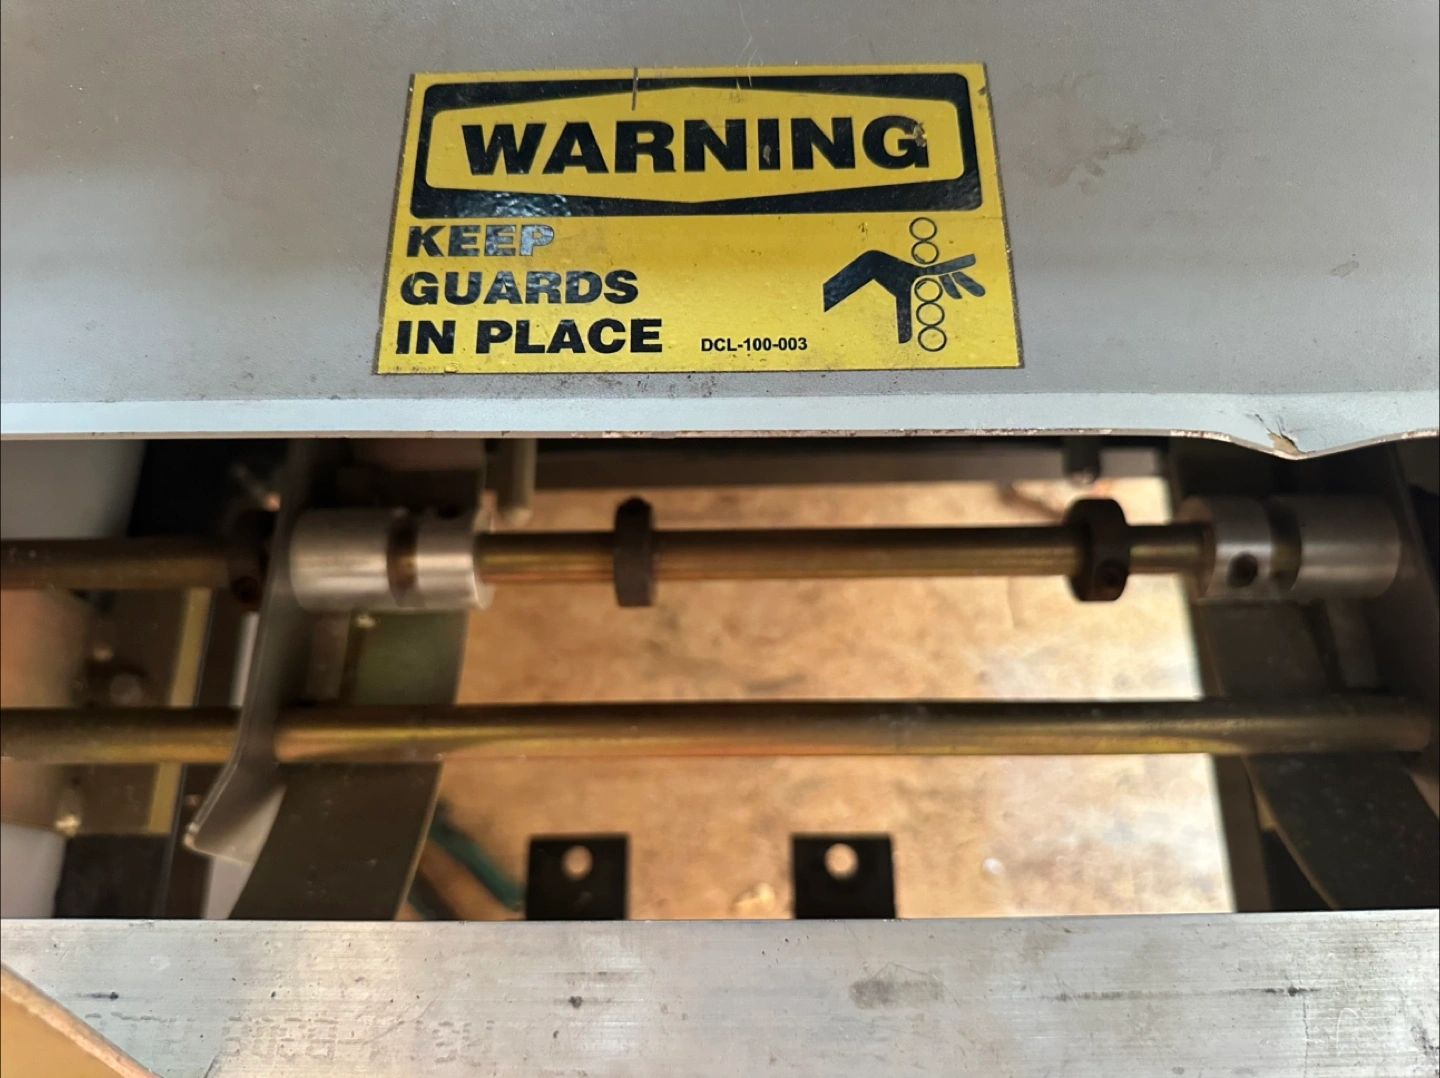 WARNING
KEEP
GUARDS
IN PLACE
DCL-100-003